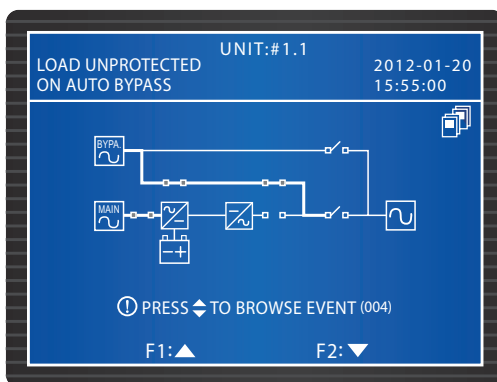 UNIT:#1.1
LOAD UNPROTECTED
ON AUTO BYPASS
2012-01-20
15:55:00
BYPA.
MAIN
PRESS TO BROWSE EVENT (004)
F1:
F2: